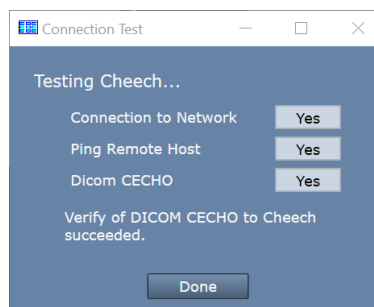 Connection Test
Testing Cheech...
Connection to Network Yes
Ping Remote Host Yes
Dicom CECHO Yes
Verify of DICOM CECHO to Cheech
succeeded.
Done